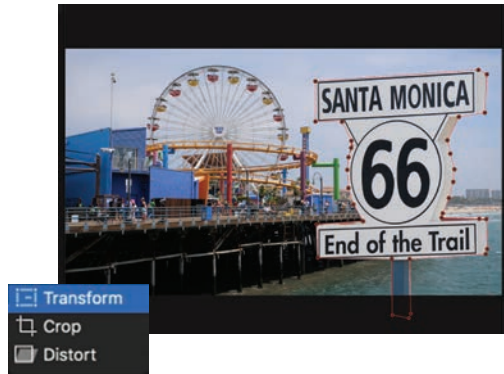 SANTA MONICA
66
End of the Trail
Transform
Crop
Distort